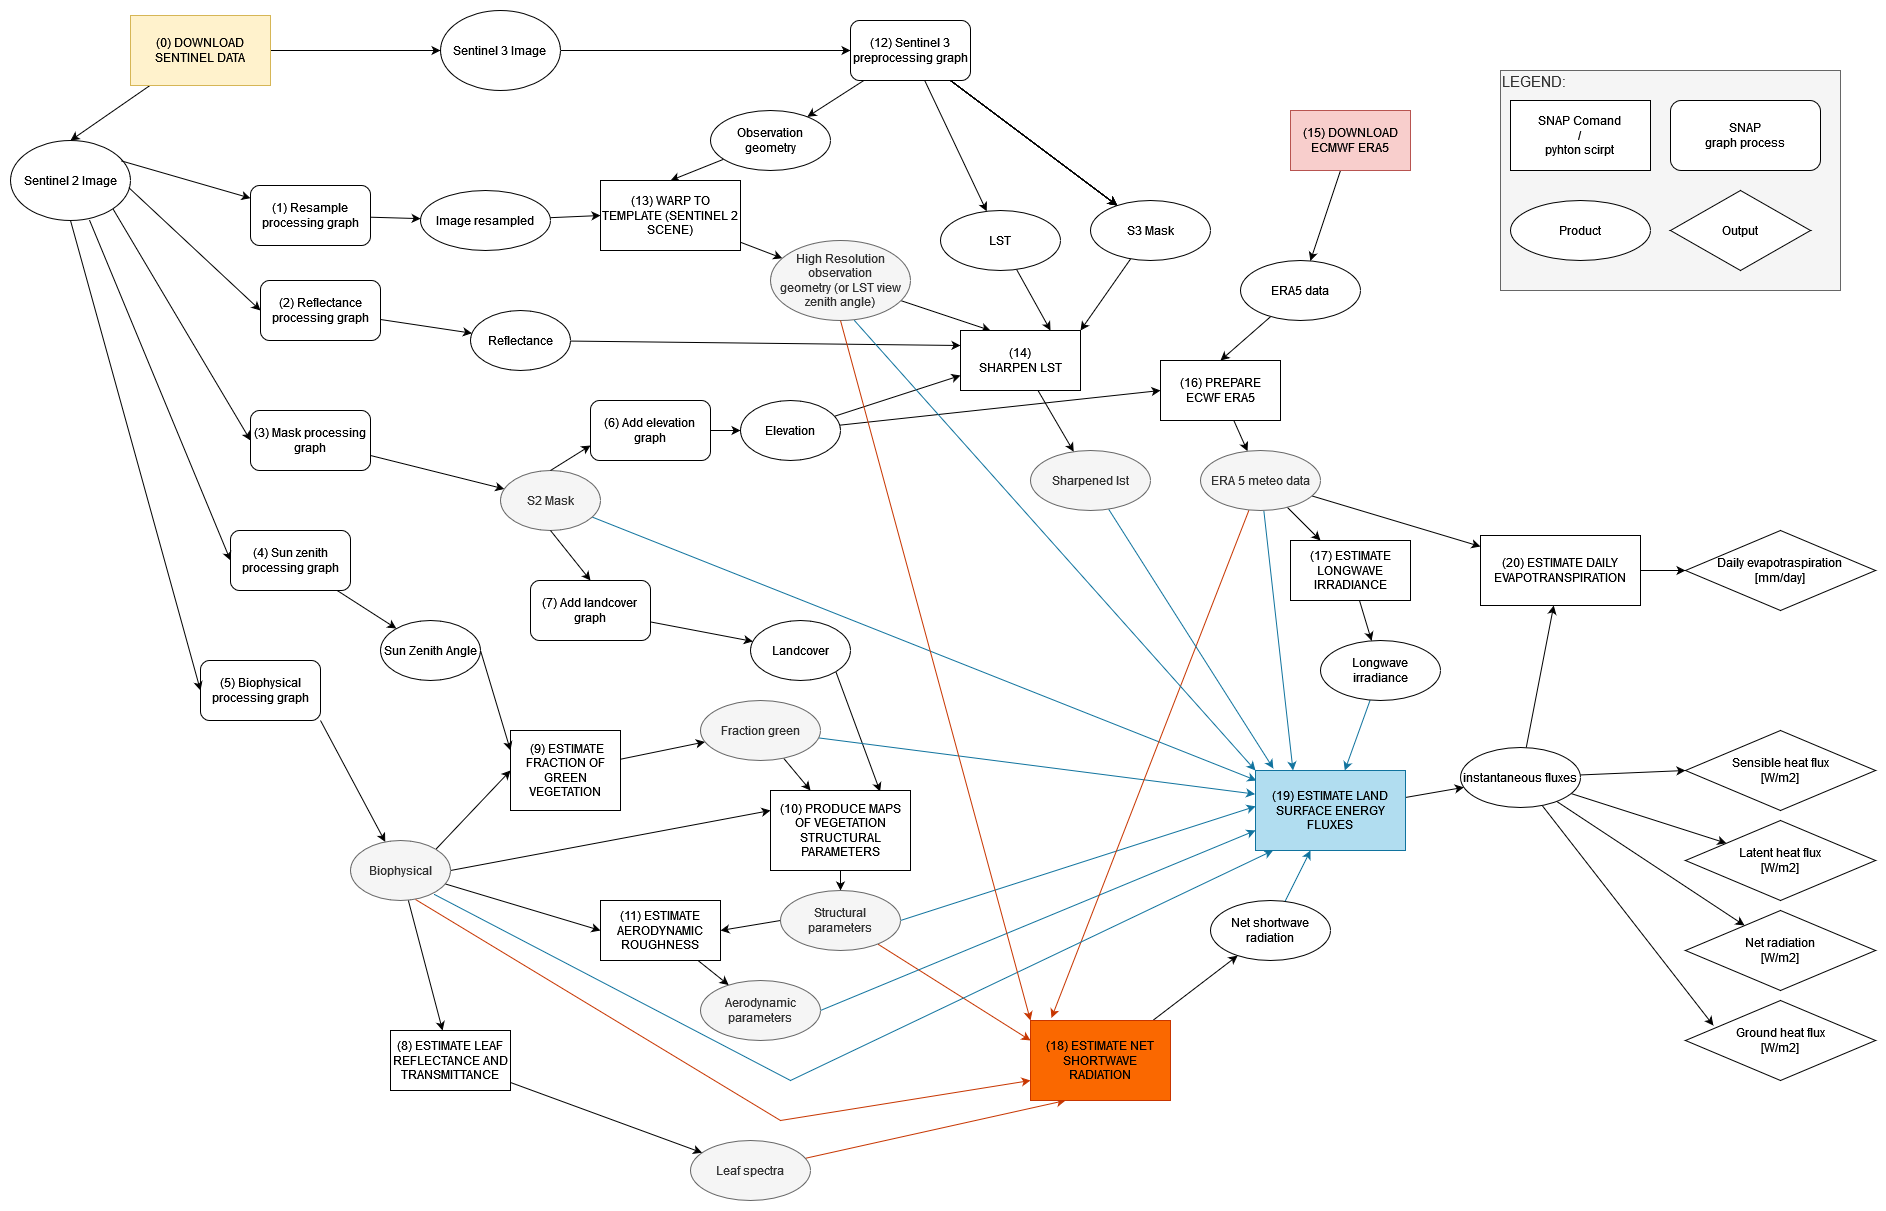 (0) DOWNLOAD
SENTINEL DATA
Sentinel 3 Image
(12) Sentinel 3
preprocessing graph
LEGEND:
SNAP Comand
/
pyhton scirpt
SNAP
graph process
Product
Output
Observation
geometry
(15) DOWNLOAD
ECMWF ERA5
Sentinel 2 Image
(1) Resample
processing graph
Image resampled
(13) WARP TO
TEMPLATE (SENTINEL 2
SCENE)
LST
S3 Mask
High Resolution
observation
geometry (or LST view
zenith angle)
ERA5 data
(2) Reflectance
processing graph
Reflectance
(14)
SHARPEN LST
(16) PREPARE
ECWF ERA5
(3) Mask processing
graph
(6) Add elevation
graph
Elevation
S2 Mask
Sharpened lst
ERA 5 meteo data
(4) Sun zenith
processing graph
(17) ESTIMATE
LONGWAVE
IRRADIANCE
(20) ESTIMATE DAILY
EVAPOTRANSPIRATION
Daily evapotraspiration
[mm/day]
(7) Add landcover
graph
Sun Zenith Angle
Landcover
Longwave
irradiance
(5) Biophysical
processing graph
(9) ESTIMATE
FRACTION OF
GREEN
VEGETATION
Fraction green
instantaneous fluxes
Sensible heat flux
[W/m2]
(10) PRODUCE MAPS
OF VEGETATION
STRUCTURAL
PARAMETERS
(19) ESTIMATE LAND
SURFACE ENERGY
FLUXES
Latent heat flux
[W/m2]
Biophysical
(11) ESTIMATE
AERODYNAMIC
ROUGHNESS
Structural
parameters
Net shortwave
radiation
Net radiation
[W/m2]
Aerodynamic
parameters
(8) ESTIMATE LEAF
REFLECTANCE AND
TRANSMITTANCE
(18) ESTIMATE NET
SHORTWAVE
RADIATION
Ground heat flux
[W/m2]
Leaf spectra